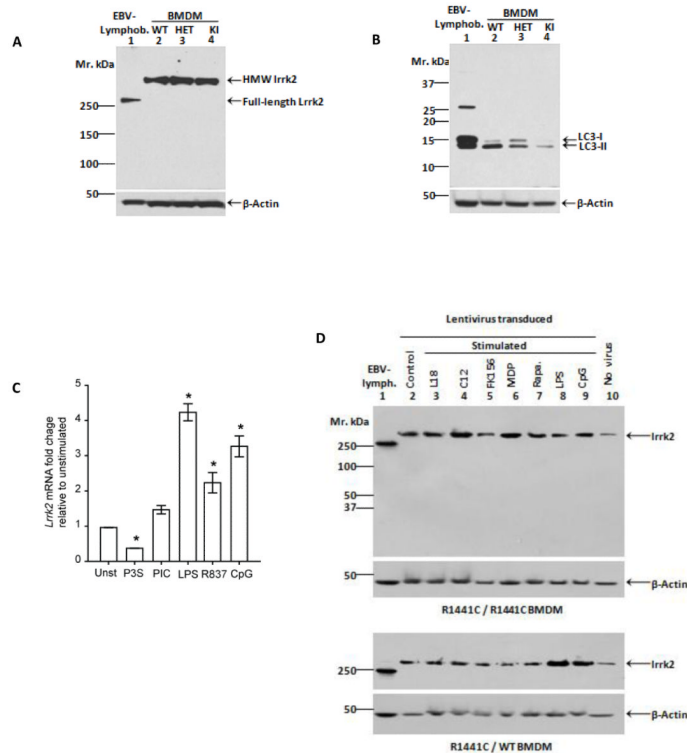 A
EBV-
Lymphob.
BMDM
WT HET KI
1 2 3 4
Mr. kDa
250
150
100
50
HMW lrrk2
Full-length Lrrk2
β-Actin
B
EBV-
Lymphob.
BMDM
WT HET KI
1 2 3 4
Mr. kDa
37
25
20
15
10
50
LC3-I
LC3-II
β-Actin
C
Lrrk2 mRNA fold chage
relative to unstimulated
5
4
3
2
1
0
* * * *
Unst P3S PIC LPS R837 CpG
D
Lentivirus transduced
Stimulated
EBV-
lymph.
Control L18 C12 FK156 MDP Rapa. LPS CpG No virus
1 2 3 4 5 6 7 8 9 10
Mr. kDa
250
100
50
37
Irrk2
50
β-Actin
R1441C / R1441C BMDM
250
Irrk2
50
β-Actin
R1441C / WT BMDM